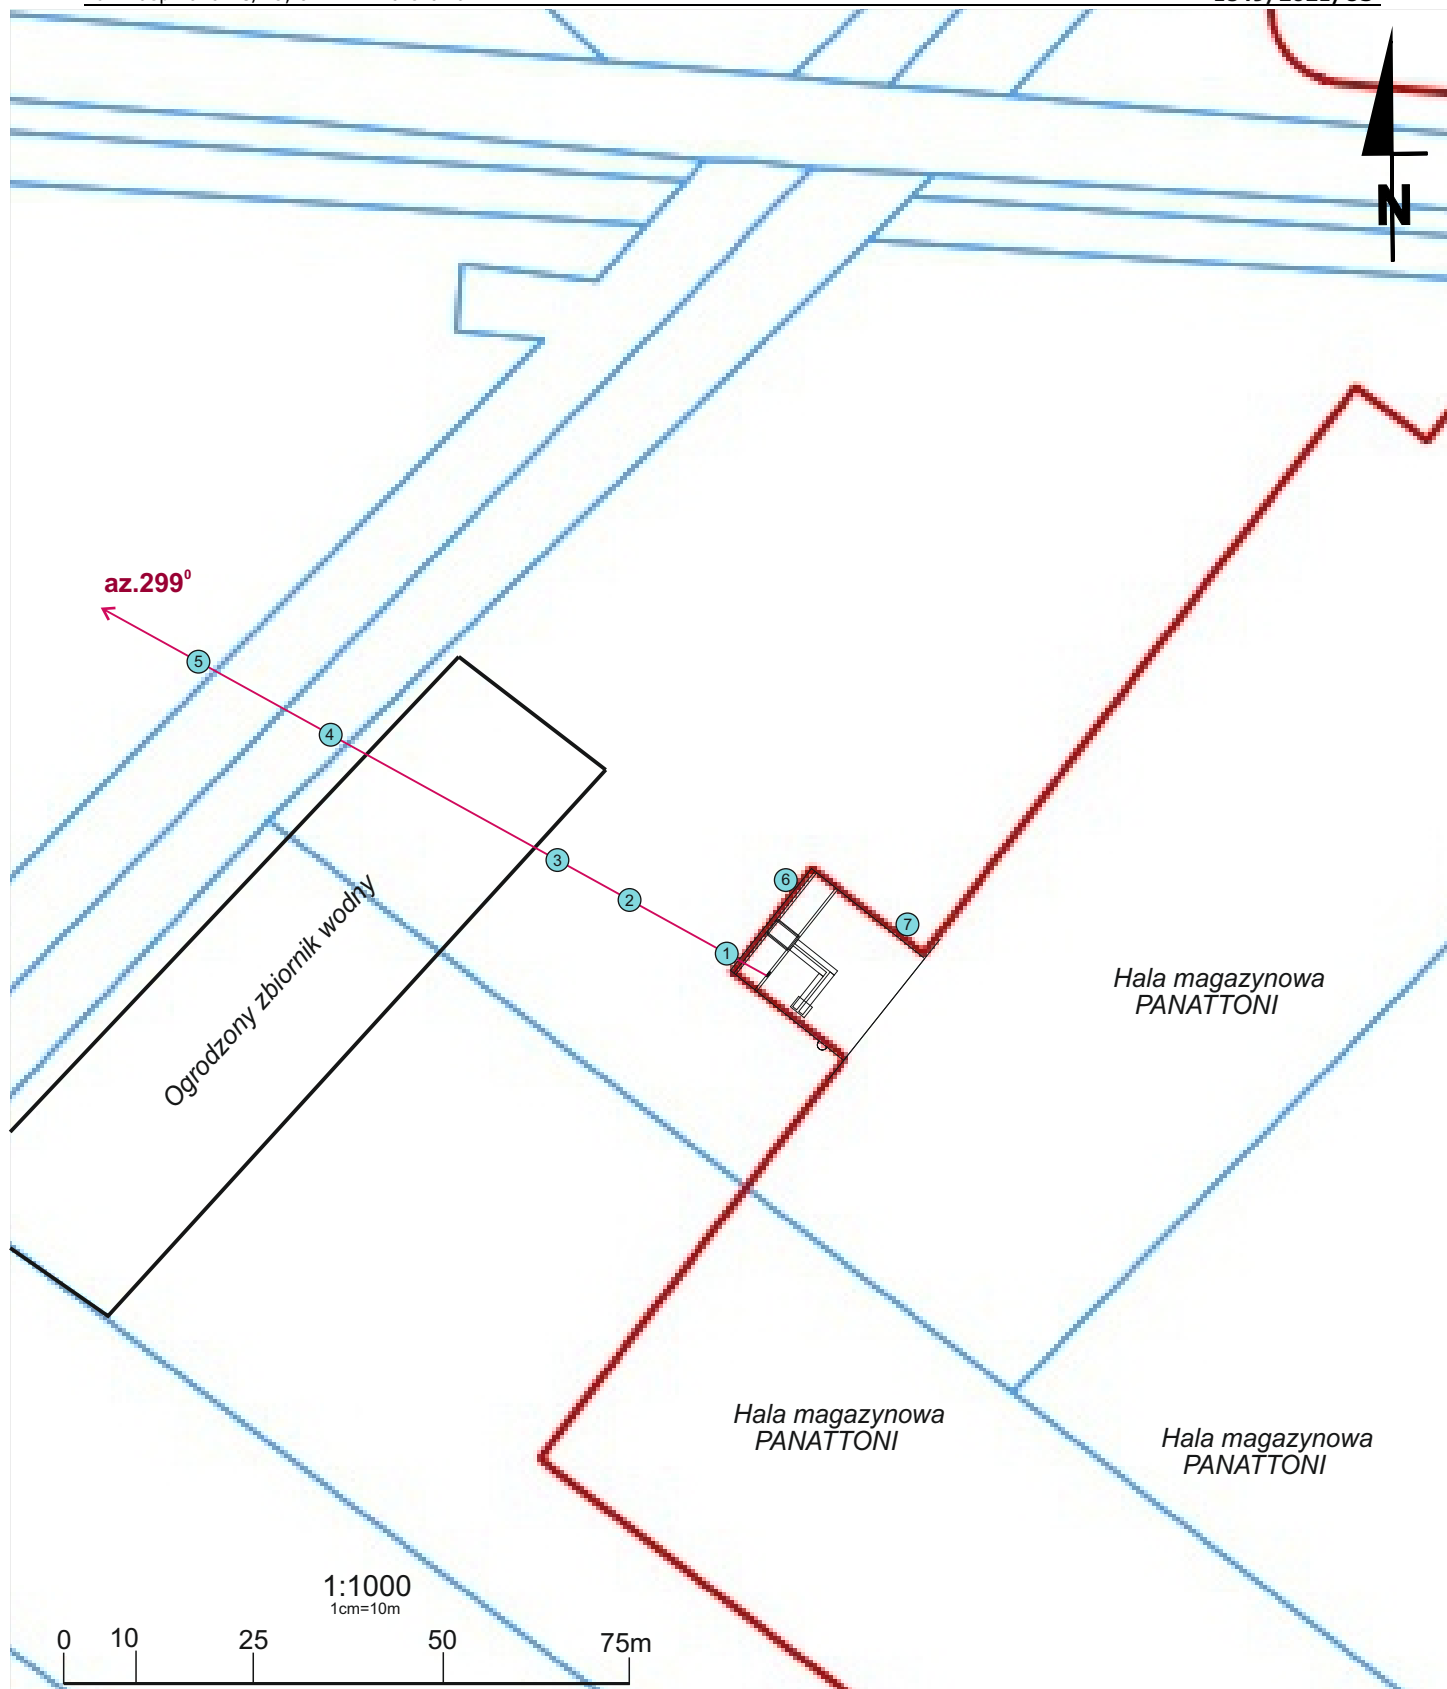 N
az.299⁰
5
4
3
2
1
6
7
Ogrodzony zbiornik wodny
Hala magazynowa
PANATTONI
Hala magazynowa
PANATTONI
Hala magazynowa
PANATTONI
1:1000
1cm=10m
0 10 25 50 75m